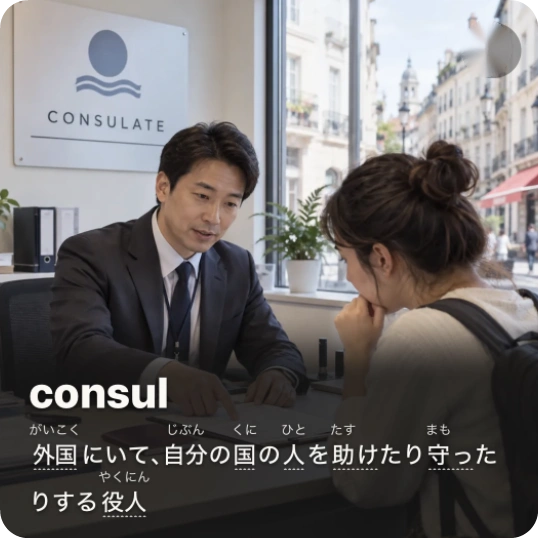 CONSULATE
consul
がいこく じぶん くに ひと たす まも
外国にいて、自分の国の人を助けたり守った
やくにん
りする役人